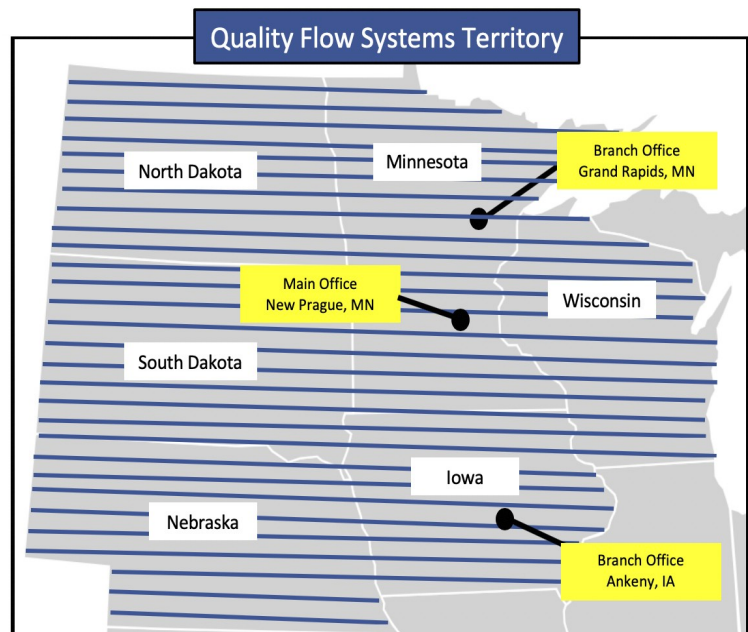 Quality Flow Systems Territory
North Dakota
Minnesota
Branch Office
Grand Rapids, MN
Main Office
New Prague, MN
Wisconsin
South Dakota
Iowa
Nebraska
Branch Office
Ankeny, IA